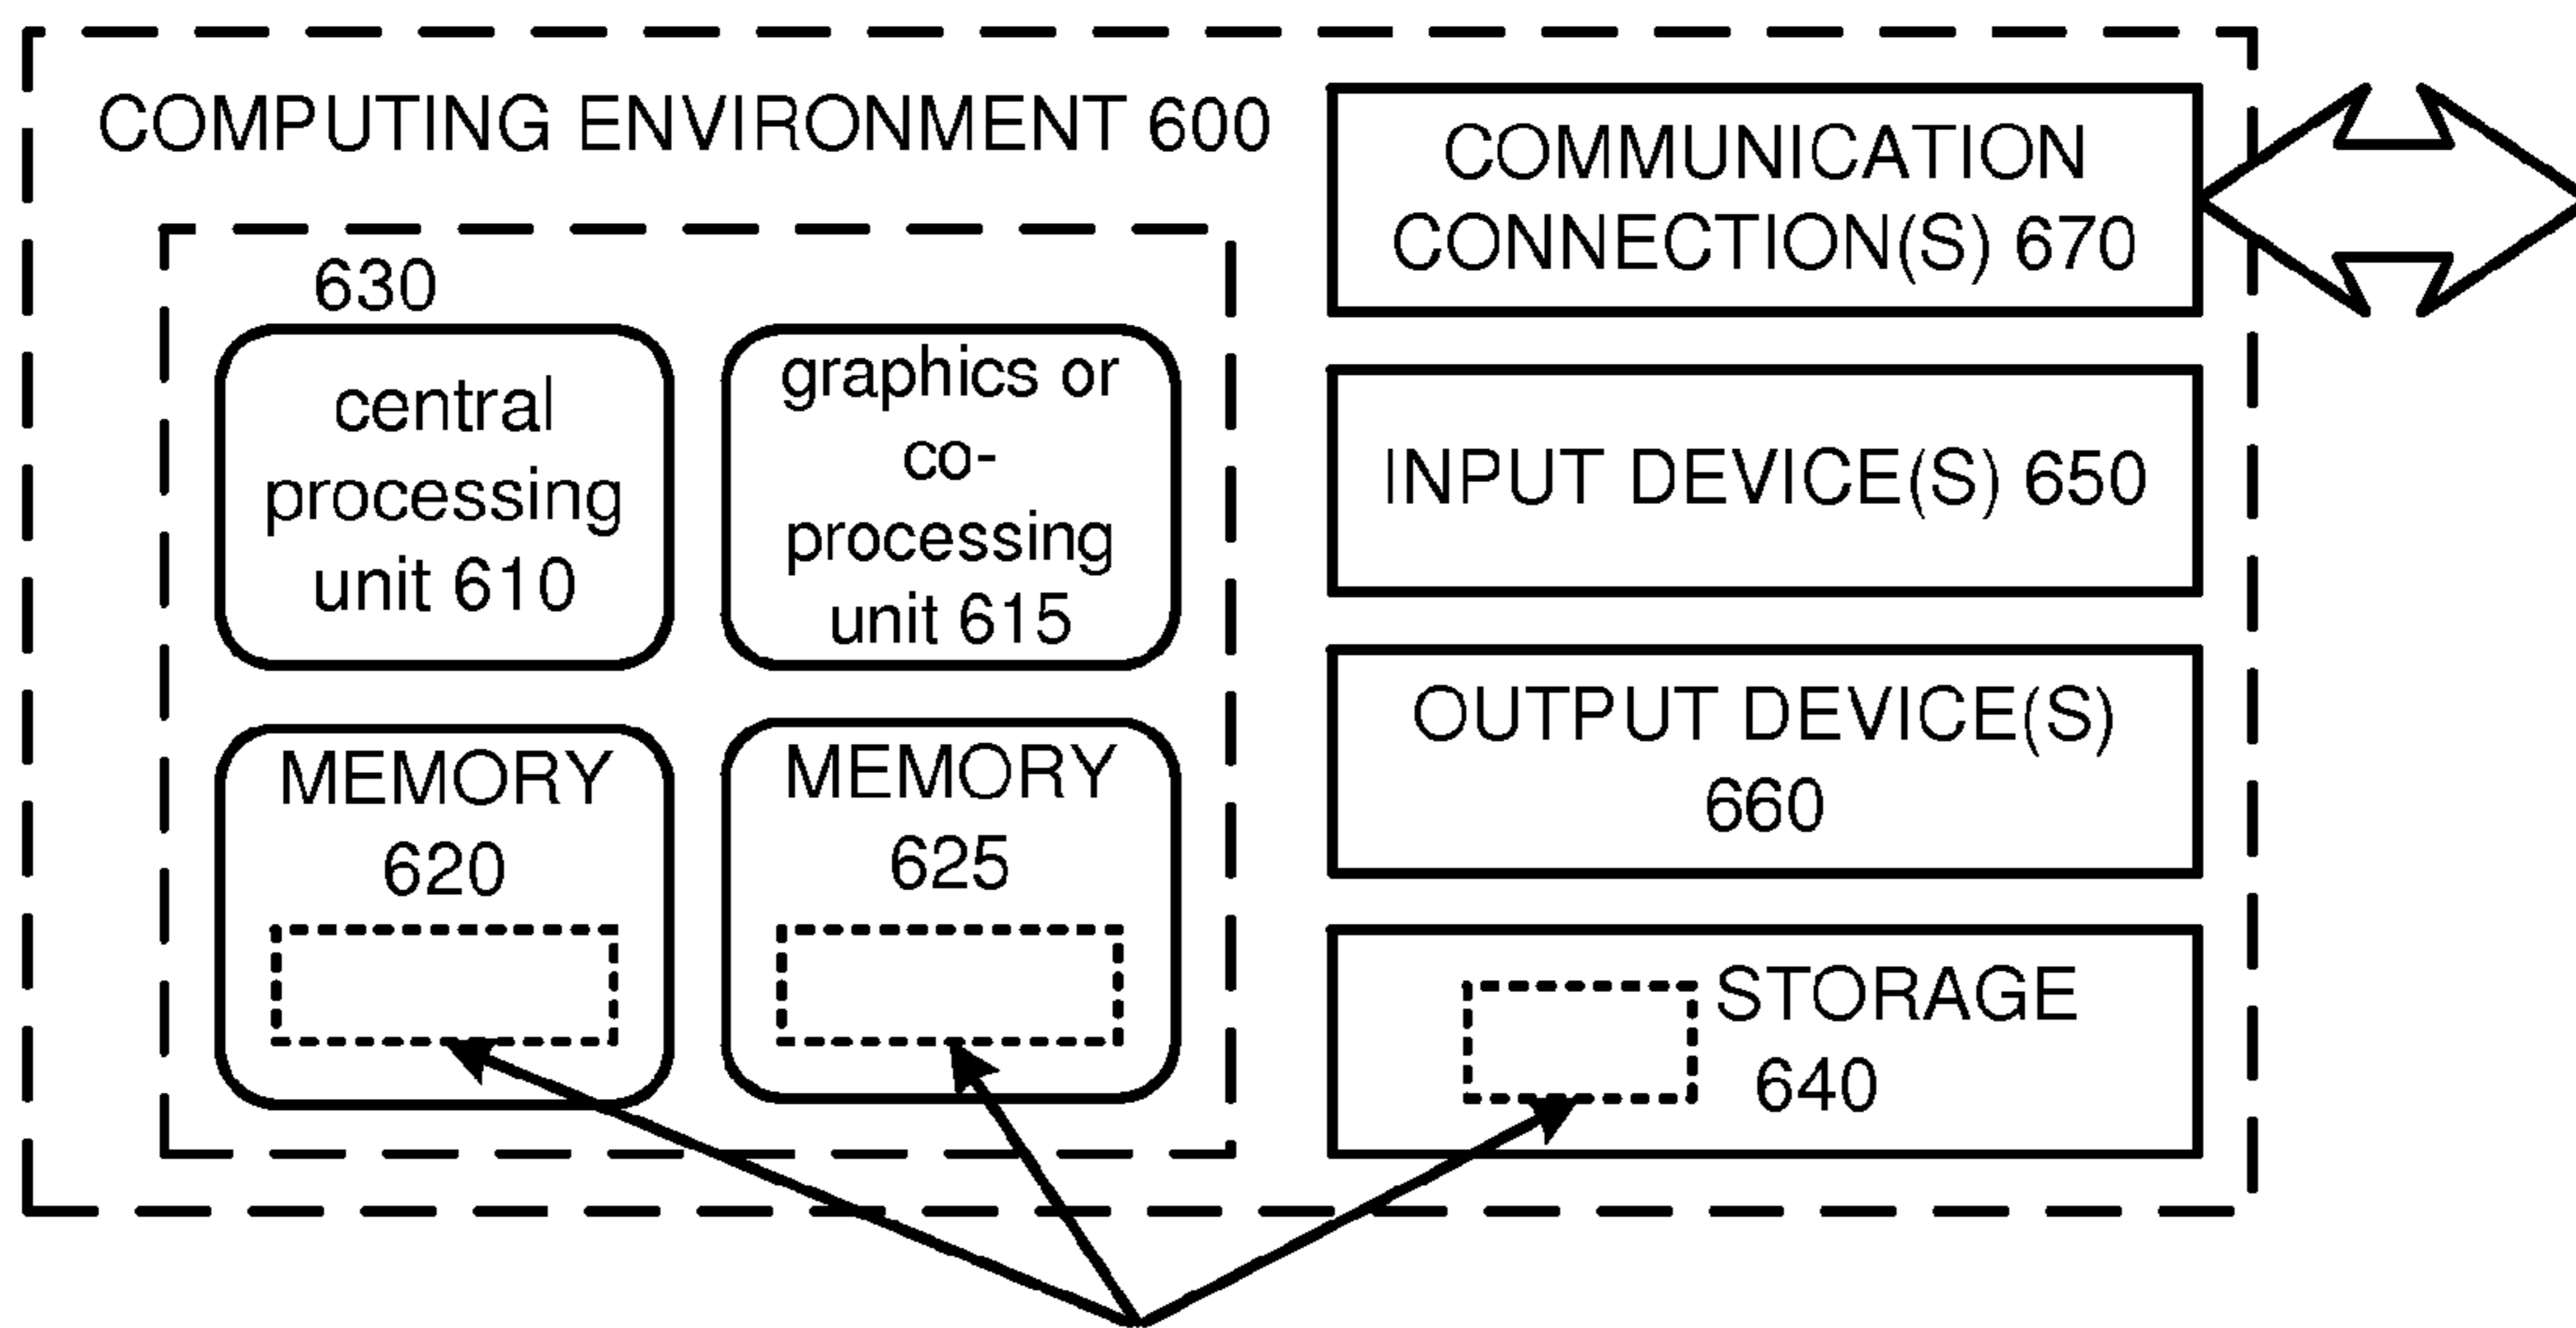 COMPUTING ENVIRONMENT 600
630
central
processing
unit 610
graphics or
co-
processing
unit 615
MEMORY
620
MEMORY
625
COMMUNICATION
CONNECTION(S) 670
INPUT DEVICE(S) 650
OUTPUT DEVICE(S)
660
STORAGE
640